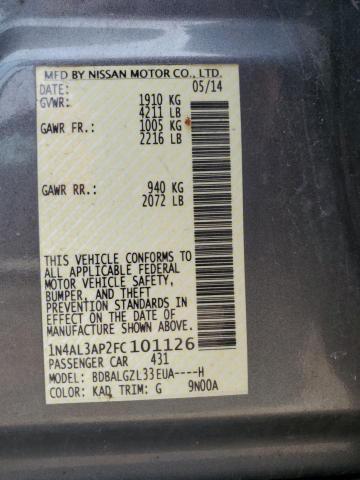 MFD BY NISSAN MOTOR CO., LTD.
DATE: 05/14
GVWR: 1910 KG
4211 LB
GAWR FR.: 1005 KG
2216 LB
GAWR RR.: 940 KG
2072 LB
THIS VEHICLE CONFORMS TO
ALL APPLICABLE FEDERAL
MOTOR VEHICLE SAFETY,
BUMPER, AND THEFT
PREVENTION STANDARDS IN
EFFECT ON THE DATE OF
MANUFACTURE SHOWN ABOVE.
1N4AL3AP2FC101126
PASSENGER CAR 431
MODEL: BDBALGZL33EUA----H
COLOR: KAD TRIM: G 9N00A